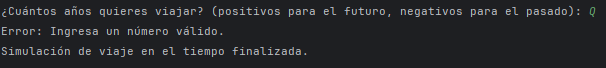 ¿Cuántos años quieres viajar? (positivos para el futuro, negativos para el pasado): Q
Error: Ingresa un número válido.
Simulación de viaje en el tiempo finalizada.